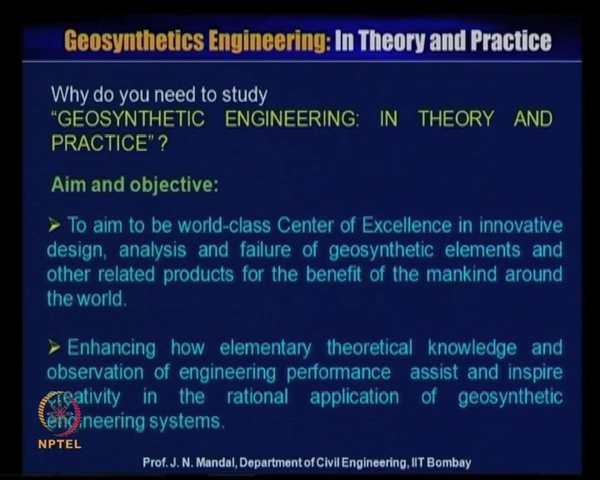 Geosynthetics Engineering: In Theory and Practice
Why do you need to study
"GEOSYNTHETIC ENGINEERING: IN THEORY AND
PRACTICE" ?
Aim and objective:
➤ To aim to be world-class Center of Excellence in innovative
design, analysis and failure of geosynthetic elements and
other related products for the benefit of the mankind around
the world.
➤ Enhancing how elementary theoretical knowledge and
observation of engineering performance assist and inspire
creativity in the rational application of geosynthetic
engineering systems.
NPTEL
Prof. J. N. Mandal, Department of Civil Engineering, IIT Bombay